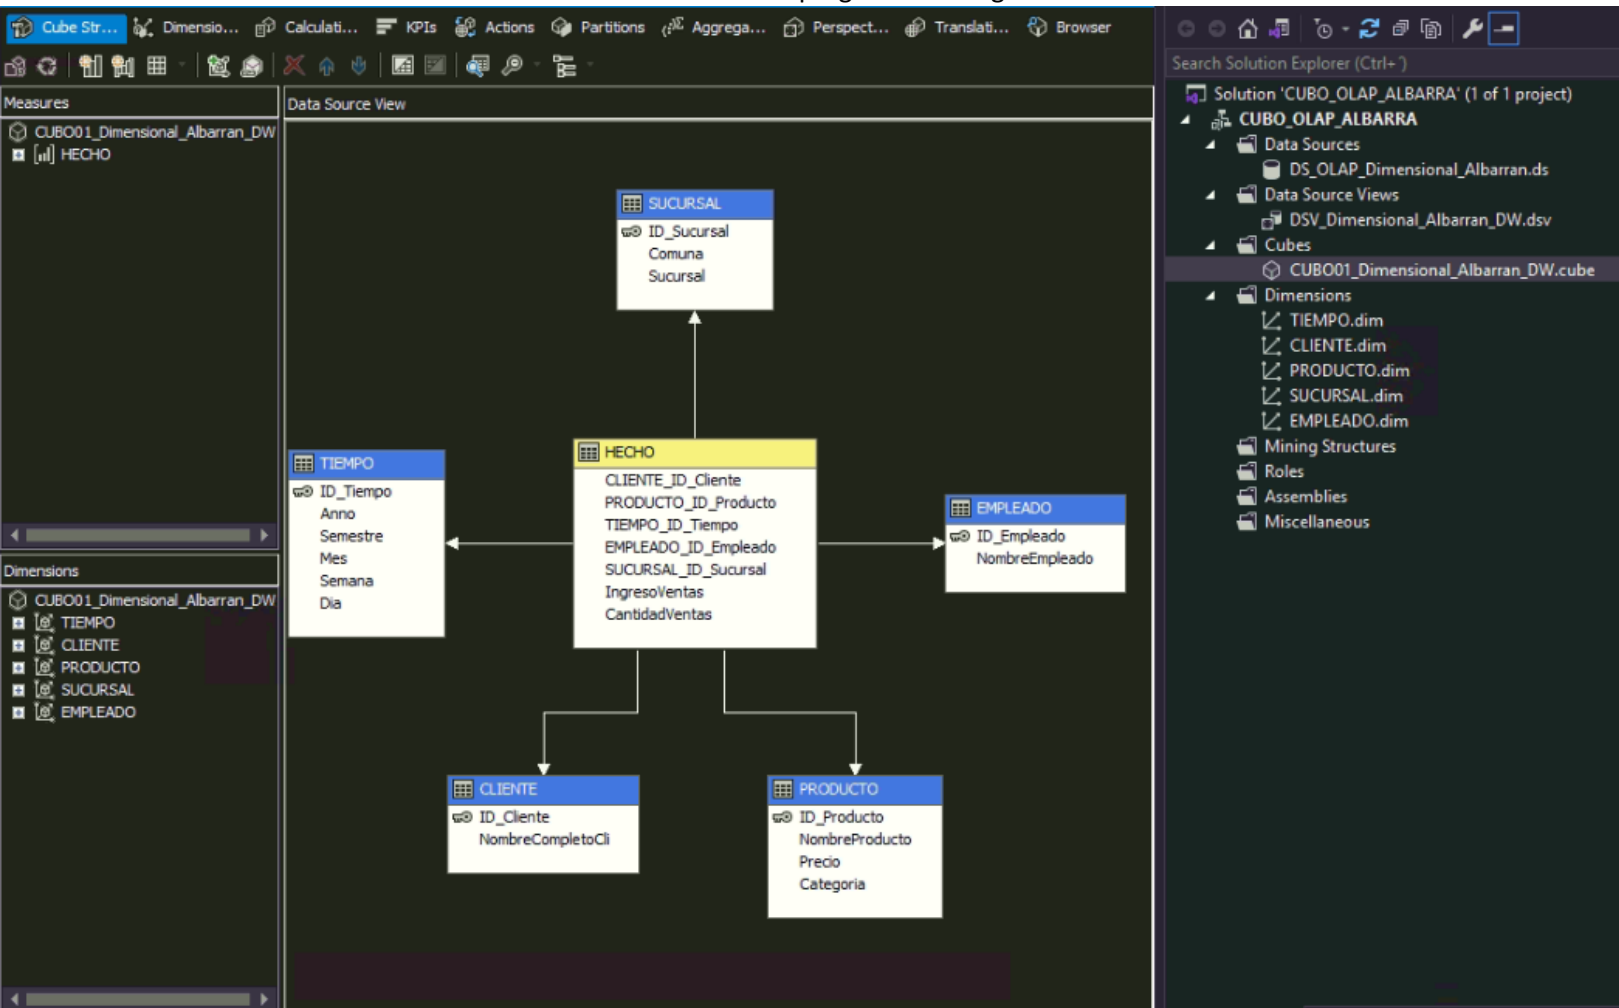 Cube Str...
Dimensio...
Calculati...
KPIs
Actions
Partitions
Aggrega...
Perspect...
Translati...
Browser
Measures
CUBO01_Dimensional_Albarran_DW
HECHO
Dimensions
CUBO01_Dimensional_Albarran_DW
TIEMPO
CLIENTE
PRODUCTO
SUCURSAL
EMPLEADO
Data Source View
SUCURSAL
ID_Sucursal
Comuna
Sucursal
TIEMPO
ID_Tiempo
Anno
Semestre
Mes
Semana
Dia
HECHO
CLIENTE_ID_Cliente
PRODUCTO_ID_Producto
TIEMPO_ID_Tiempo
EMPLEADO_ID_Empleado
SUCURSAL_ID_Sucursal
IngresoVentas
CantidadVentas
EMPLEADO
ID_Empleado
NombreEmpleado
CLIENTE
ID_Cliente
NombreCompletoCli
PRODUCTO
ID_Producto
NombreProducto
Precio
Categoria
Search Solution Explorer (Ctrl+´)
Solution 'CUBO_OLAP_ALBARRA' (1 of 1 project)
CUBO_OLAP_ALBARRA
Data Sources
DS_OLAP_Dimensional_Albarran.ds
Data Source Views
DSV_Dimensional_Albarran_DW.dsv
Cubes
CUBO01_Dimensional_Albarran_DW.cube
Dimensions
TIEMPO.dim
CLIENTE.dim
PRODUCTO.dim
SUCURSAL.dim
EMPLEADO.dim
Mining Structures
Roles
Assemblies
Miscellaneous